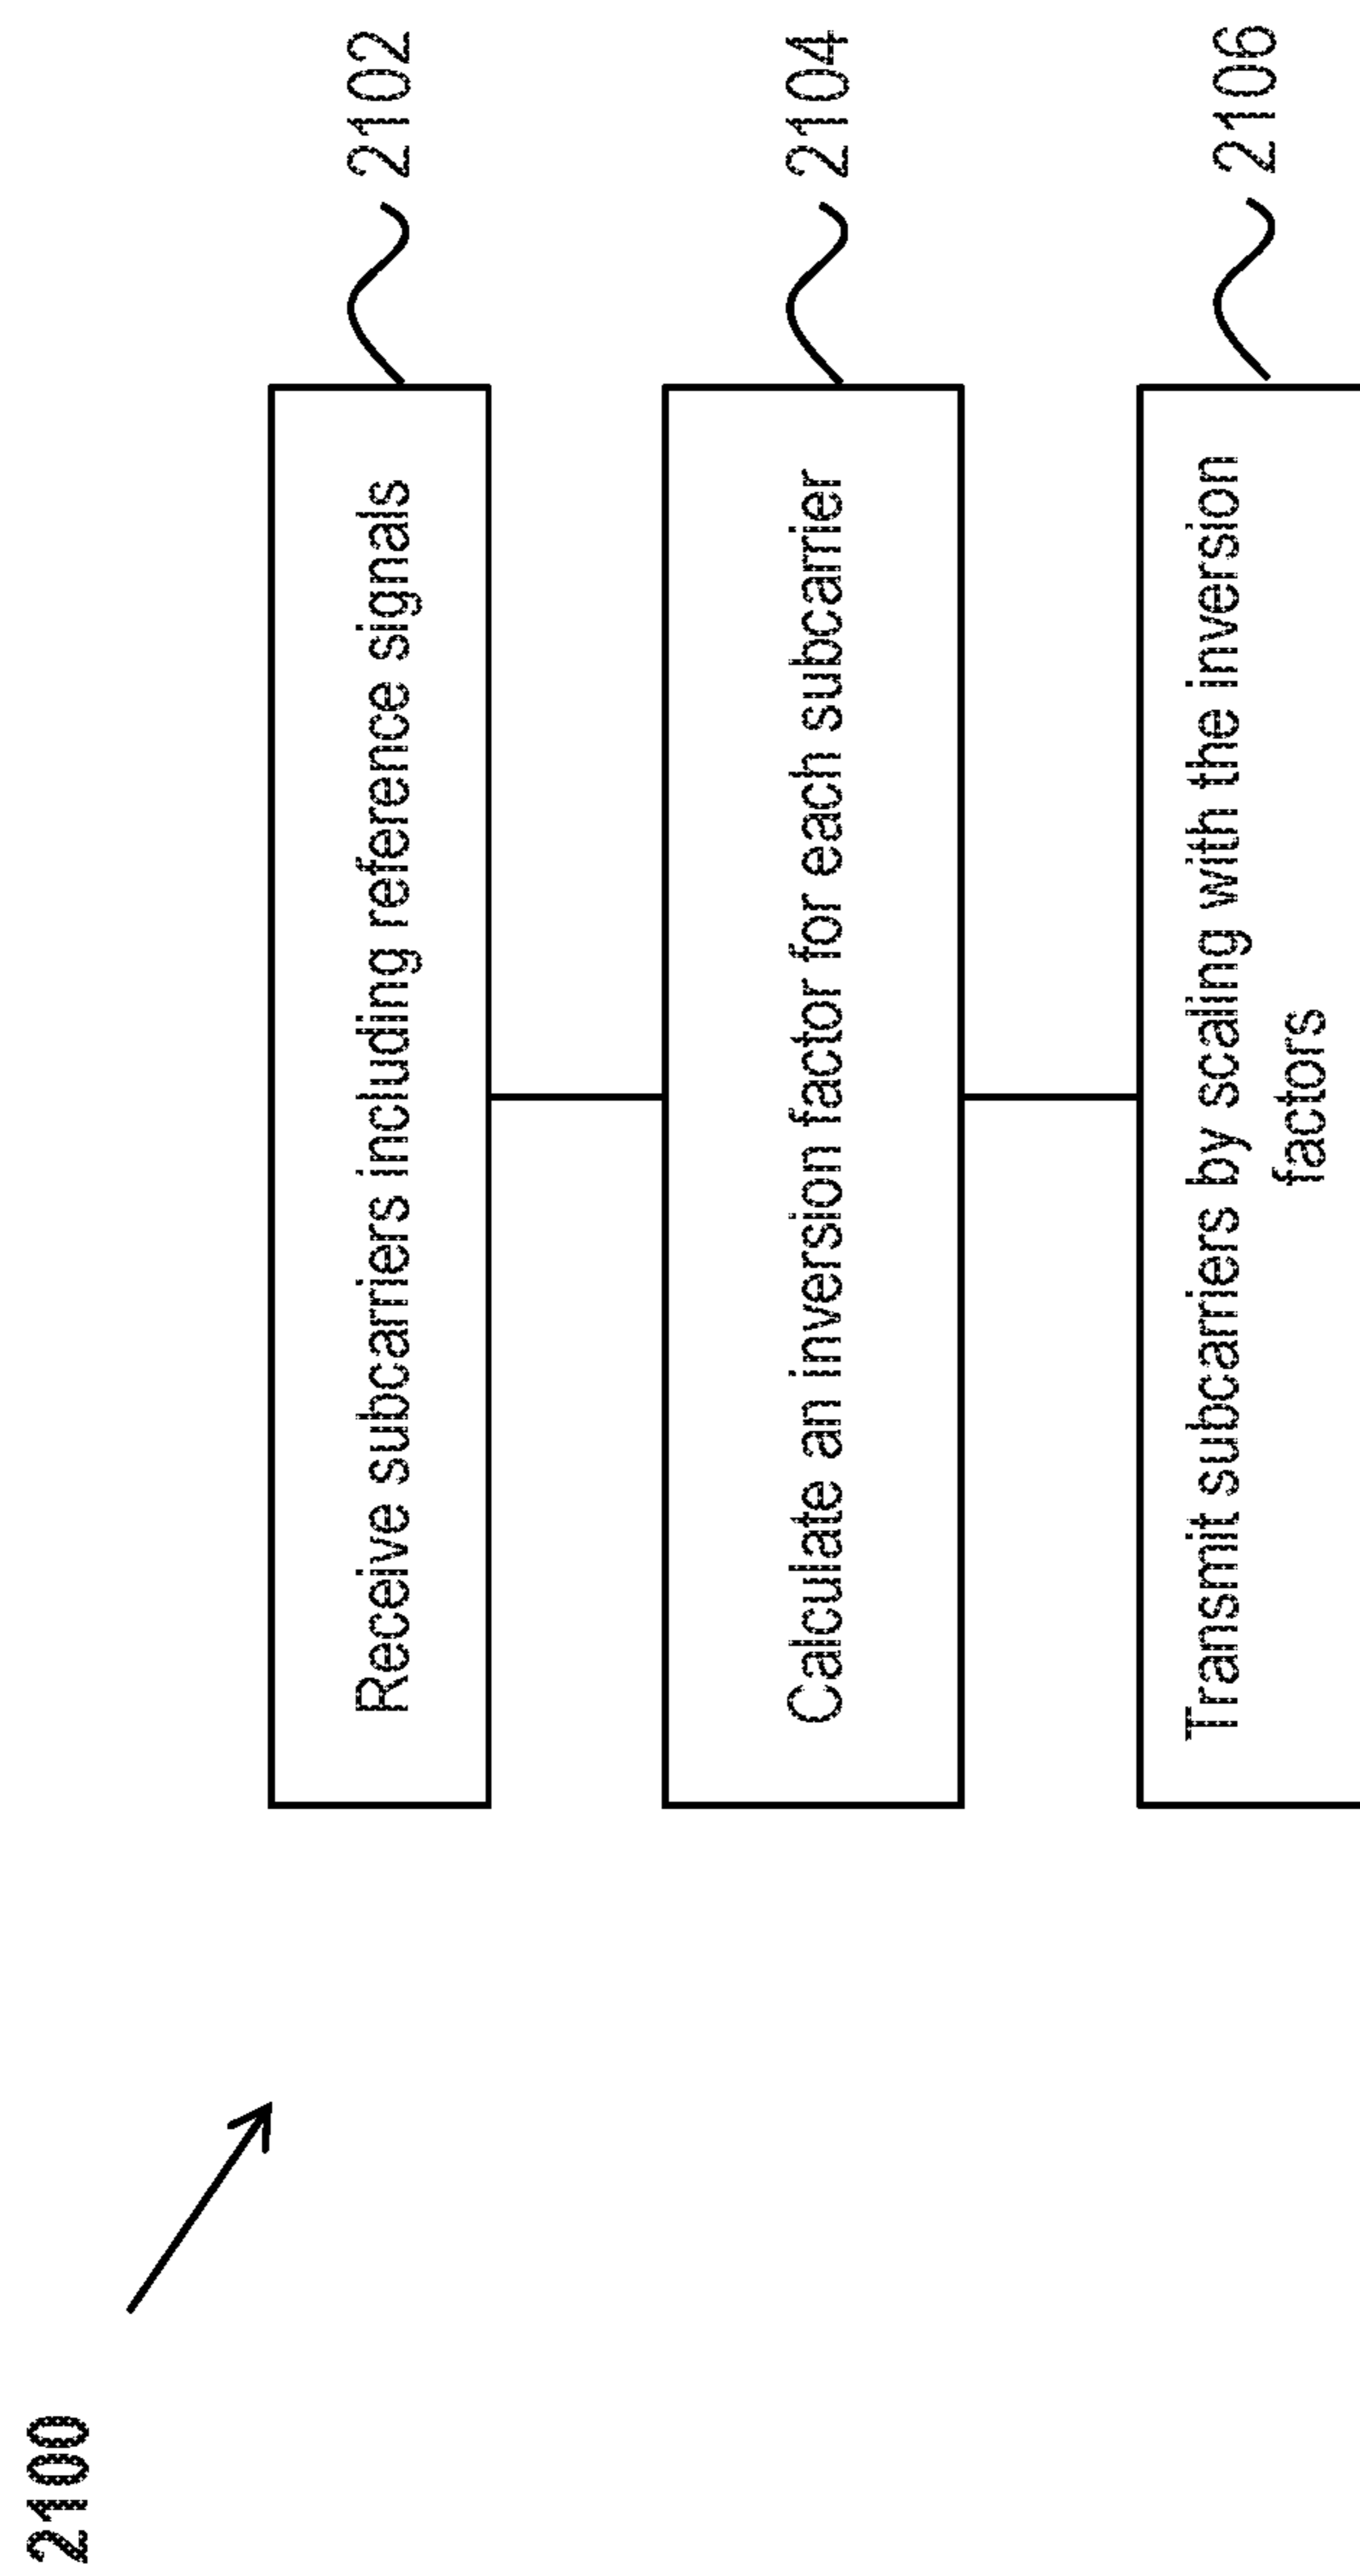 2100
Receive subcarriers including reference signals
2102
Calculate an inversion factor for each subcarrier
2104
Transmit subcarriers by scaling with the inversion
factors
2106